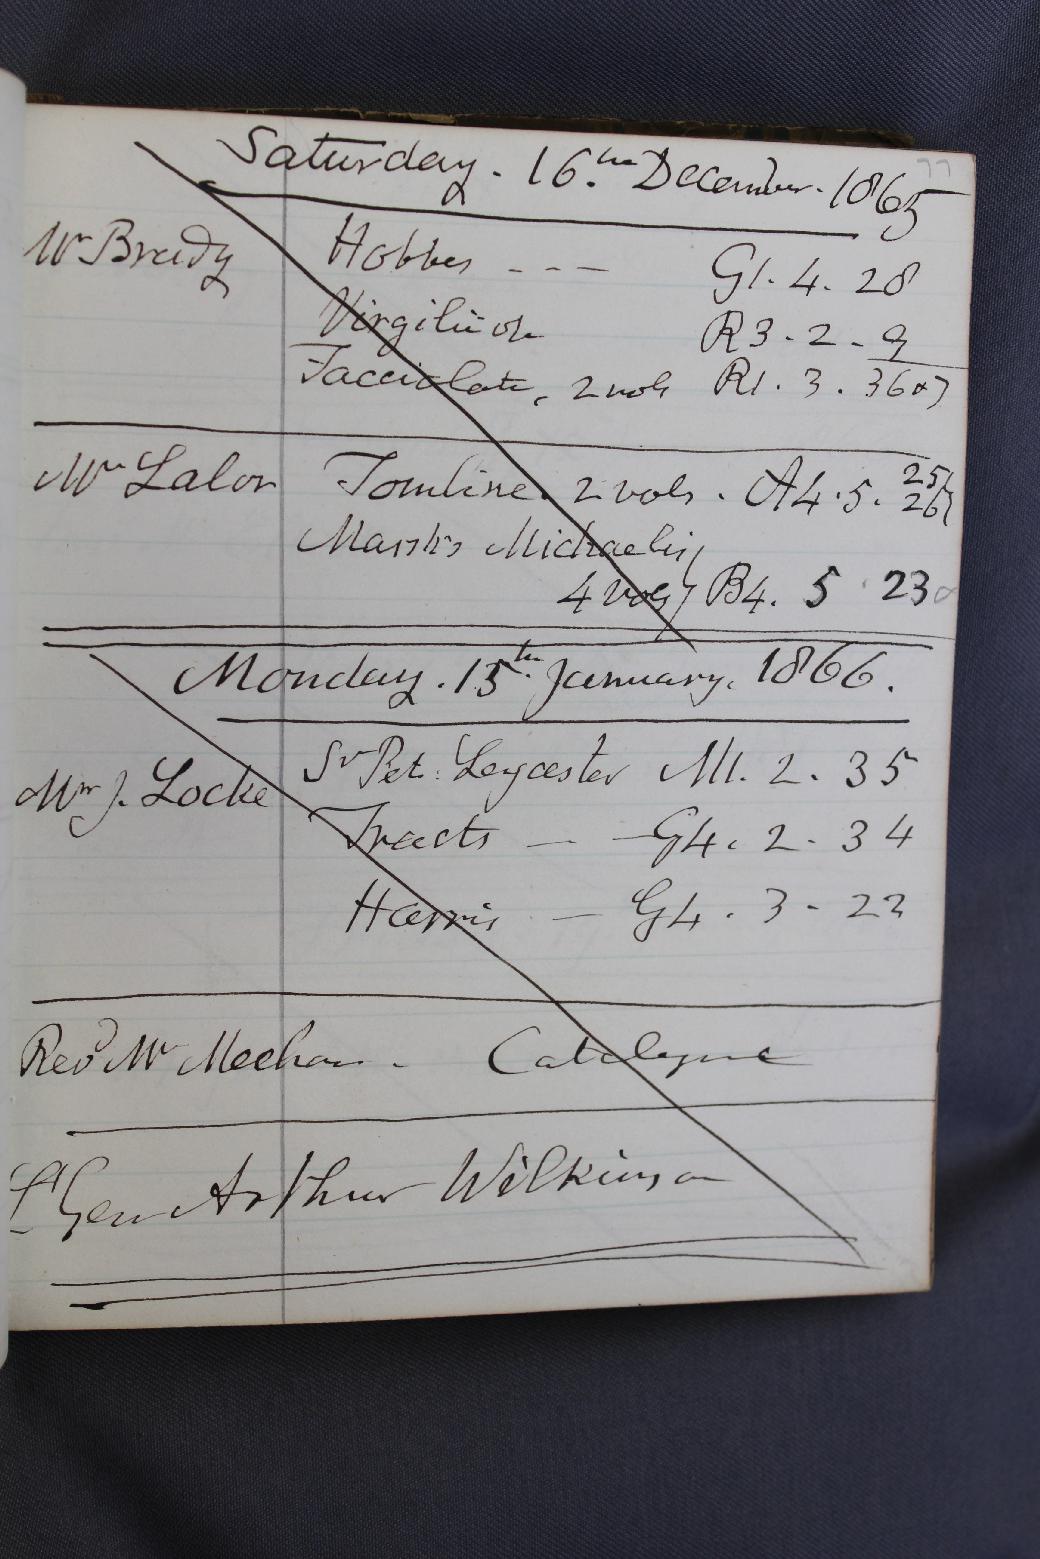 77
Saturday. 16th December. 1865
Mr Brady Hobbes - - - G1. 4. 28
Virgilii R3. 2. 9
Facciolate, 2 vols R1. 3. 36
Mr Lalor Tomline. 2 vols. A4. 5. 25
26
Marsh's Michaelis
4 vols B4. 5 23
Monday. 15th January. 1866.
Mr J. Locke Sr Pet: Leycester M1. 2. 35
Tracts — — G4. 2. 34
Harris — G4. 3 - 22
Revd Mr Meehan - Catalogue
Lt Gen Arthur Wilkinson